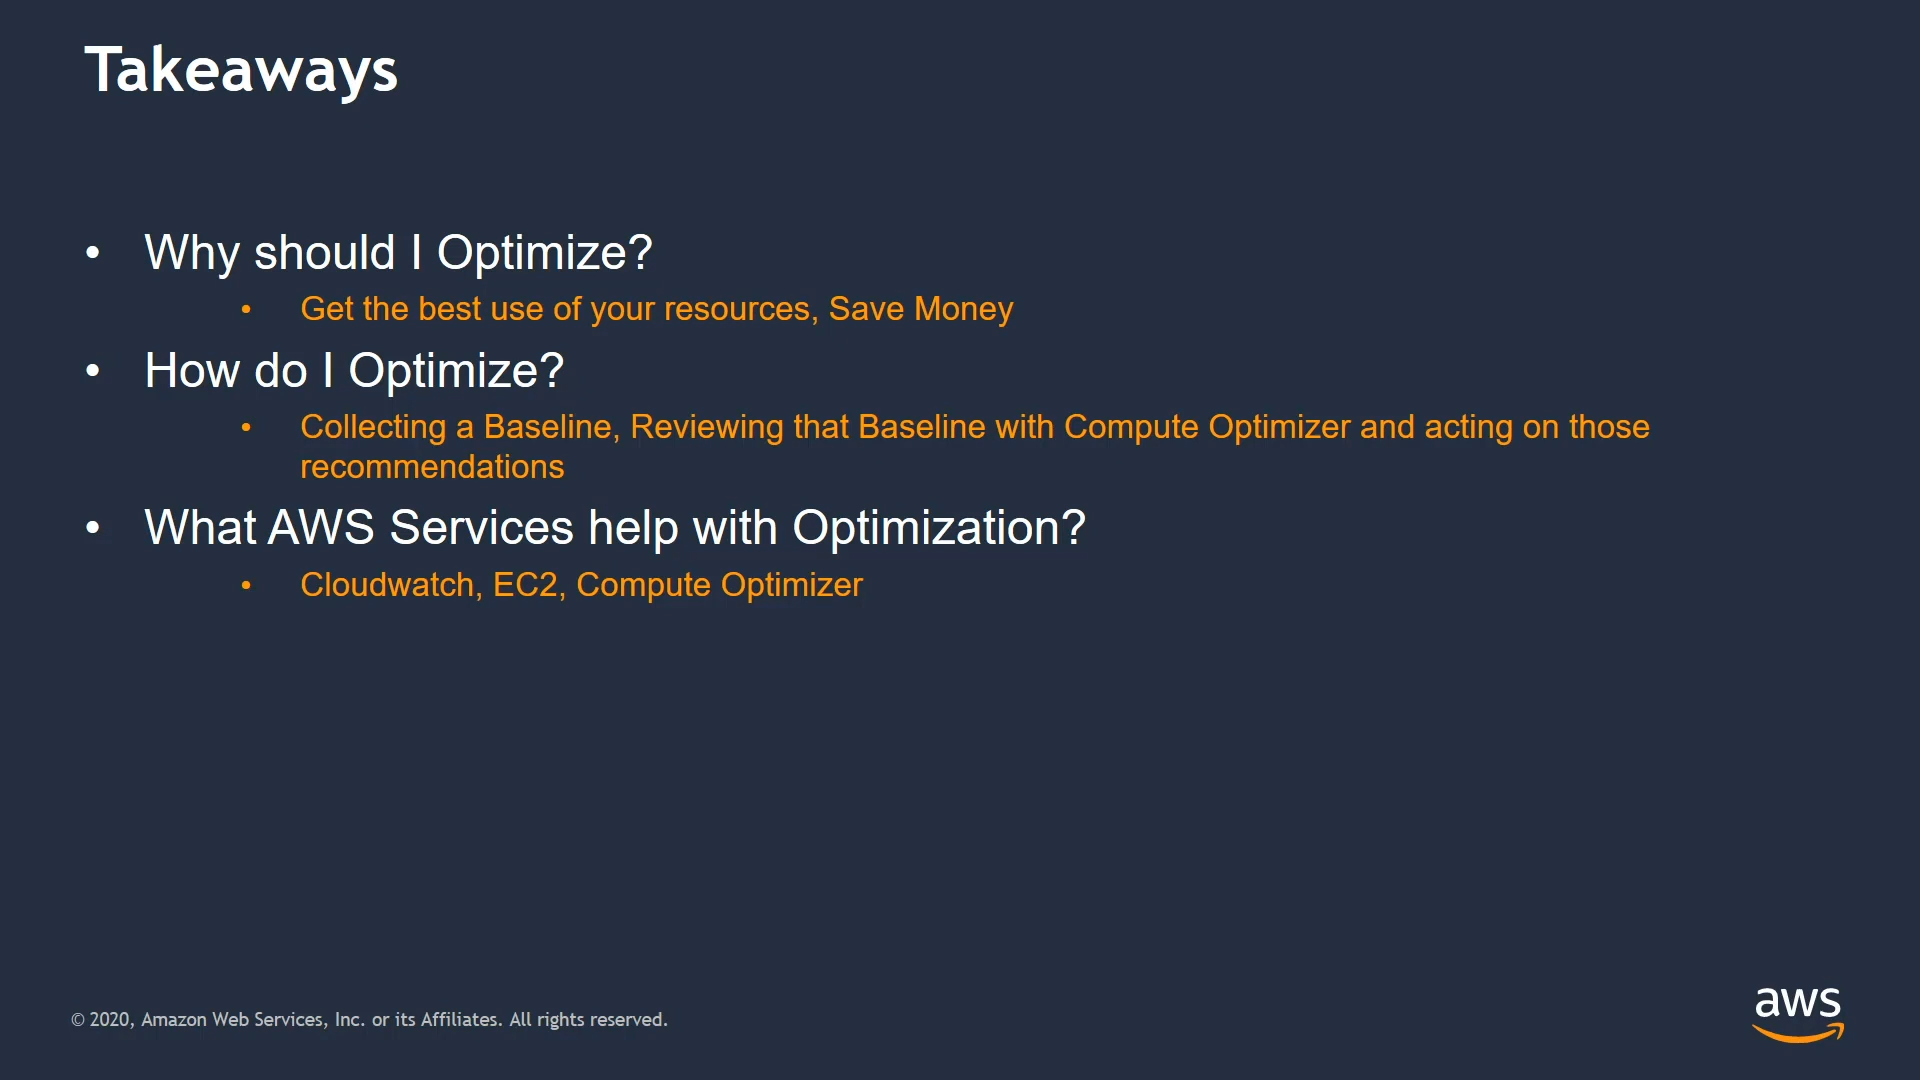 Takeaways
• Why should I Optimize?
• Get the best use of your resources, Save Money
• How do I Optimize?
• Collecting a Baseline, Reviewing that Baseline with Compute Optimizer and acting on those
recommendations
• What AWS Services help with Optimization?
• Cloudwatch, EC2, Compute Optimizer
© 2020, Amazon Web Services, Inc. or its Affiliates. All rights reserved.
aws